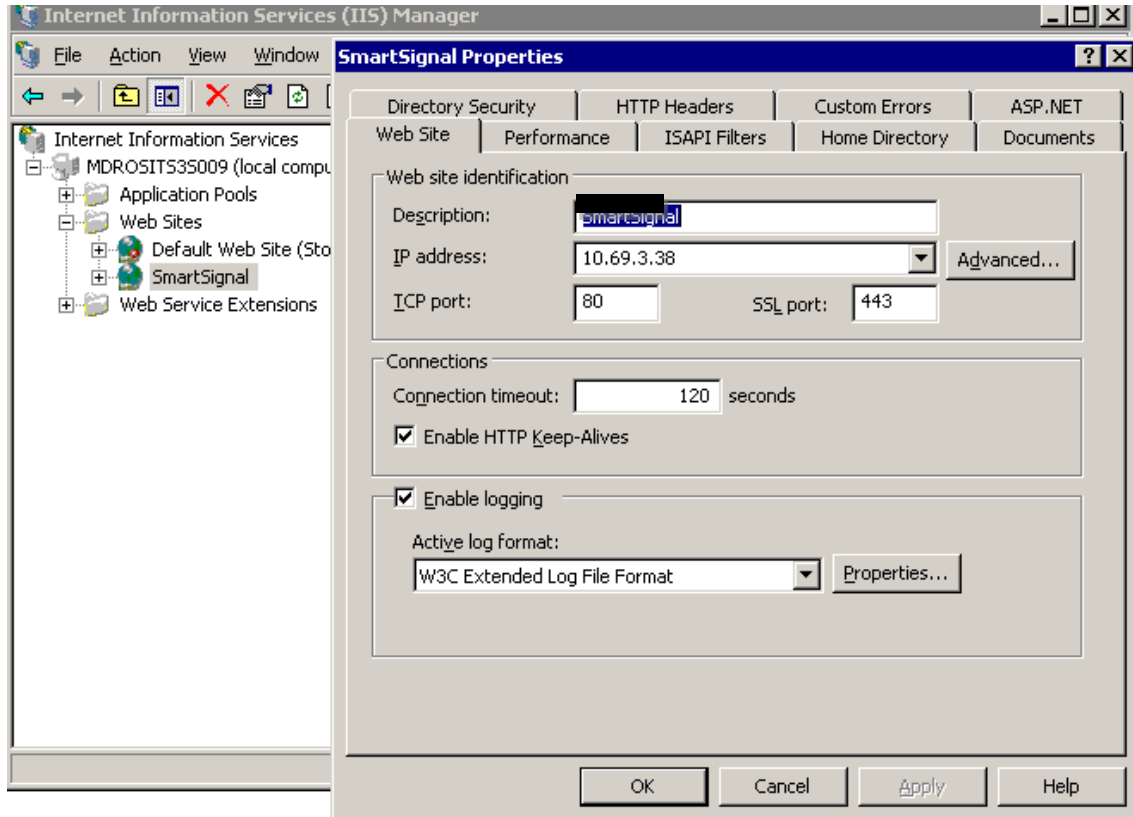 Internet Information Services (IIS) Manager
File Action View Window
SmartSignal Properties
Internet Information Services
MDROSITS3S009 (local compu
Application Pools
Web Sites
Default Web Site (Sto
SmartSignal
Web Service Extensions
Directory Security HTTP Headers Custom Errors ASP.NET
Web Site Performance ISAPI Filters Home Directory Documents
Web site identification
Description: SmartSignal
IP address: 10.69.3.38 Advanced...
TCP port: 80 SSL port: 443
Connections
Connection timeout: 120 seconds
Enable HTTP Keep-Alives
Enable logging
Active log format:
W3C Extended Log File Format Properties...
OK Cancel Apply Help